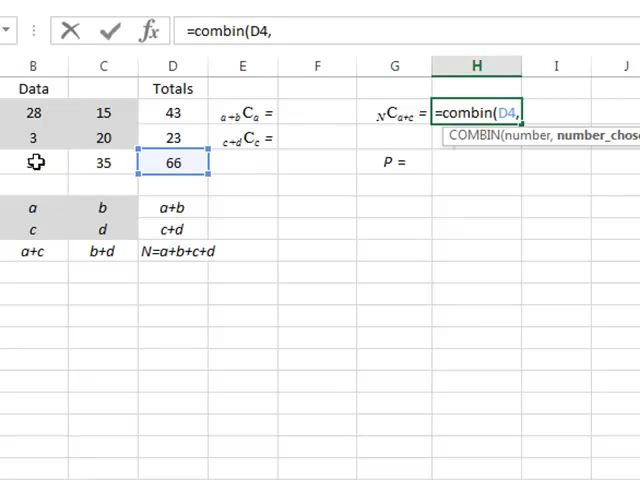 fx =combin(D4,
B C D E F G H I J
Data Totals
28 15 43 a+bCa = NCa+c = =combin(D4,
3 20 23 c+dCc = COMBIN(number, number_chose
35 66 P =
a b a+b
c d c+d
a+c b+d N=a+b+c+d